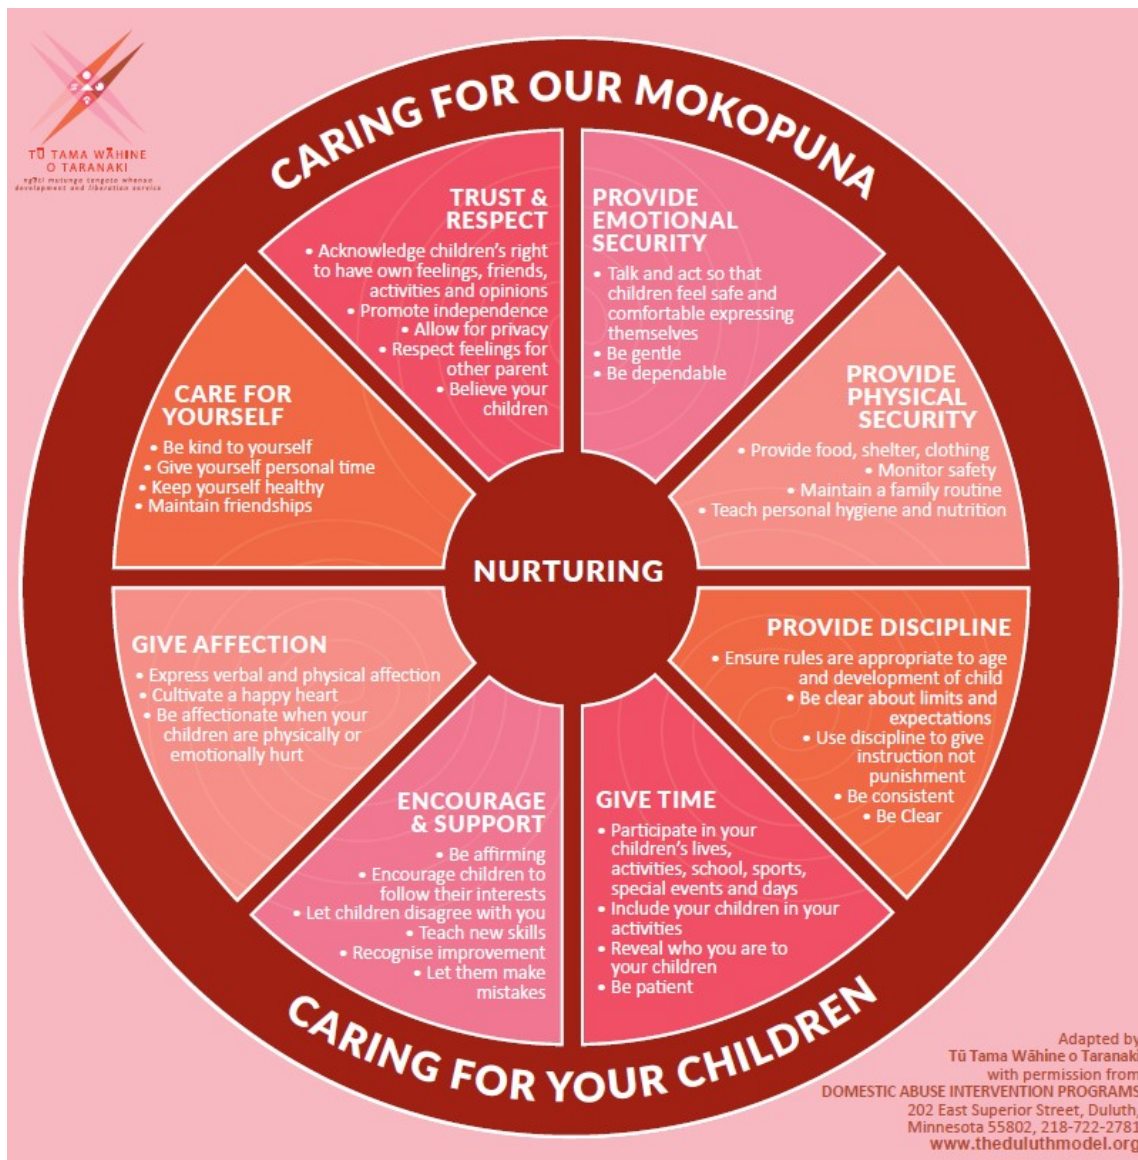 TŪ TAMA WĀHINE
O TARANAKI
ngāti mutunga tangata whenua
development and liberation service
CARING FOR OUR MOKOPUNA
TRUST &
RESPECT
• Acknowledge children's right
to have own feelings, friends,
activities and opinions
• Promote independence
• Allow for privacy
• Respect feelings for
other parent
• Believe your
children
PROVIDE
EMOTIONAL
SECURITY
• Talk and act so that
children feel safe and
comfortable expressing
themselves
• Be gentle
• Be dependable
PROVIDE
PHYSICAL
SECURITY
• Provide food, shelter, clothing
• Monitor safety
• Maintain a family routine
• Teach personal hygiene and nutrition
PROVIDE DISCIPLINE
• Ensure rules are appropriate to age
and development of child
• Be clear about limits and
expectations
• Use discipline to give
instruction not
punishment
• Be consistent
• Be Clear
GIVE TIME
• Participate in your
children's lives,
activities, school, sports,
special events and days
• Include your children in your
activities
• Reveal who you are to
your children
• Be patient
ENCOURAGE
& SUPPORT
• Be affirming
• Encourage children to
follow their interests
• Let children disagree with you
• Teach new skills
• Recognise improvement
• Let them make
mistakes
GIVE AFFECTION
• Express verbal and physical affection
• Cultivate a happy heart
• Be affectionate when your
children are physically or
emotionally hurt
CARE FOR
YOURSELF
• Be kind to yourself
• Give yourself personal time
• Keep yourself healthy
• Maintain friendships
NURTURING
CARING FOR YOUR CHILDREN
Adapted by
Tū Tama Wāhine o Taranaki
with permission from
DOMESTIC ABUSE INTERVENTION PROGRAMS
202 East Superior Street, Duluth,
Minnesota 55802, 218-722-2781
www.theduluthmodel.org